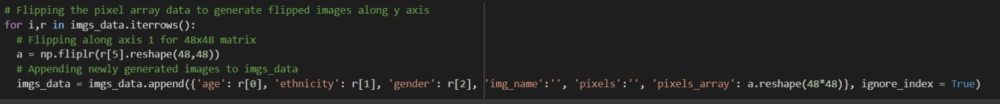 # Flipping the pixel array data to generate flipped images along y axis
for i,r in imgs_data.iterrows():
  # Flipping along axis 1 for 48x48 matrix
  a = np.fliplr(r[5].reshape(48,48))
  # Appending newly generated images to imgs_data
  imgs_data = imgs_data.append({'age': r[0], 'ethnicity': r[1], 'gender': r[2], 'img_name':'', 'pixels':'', 'pixels_array': a.reshape(48*48)}, ignore_index = True)